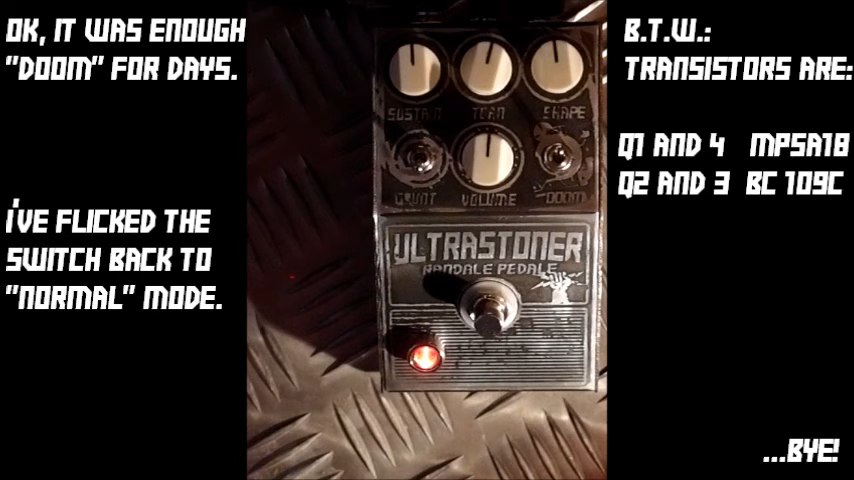 OK, IT WAS ENOUGH
"DOOM" FOR DAYS.
I'VE FLICKED THE
SWITCH BACK TO
"NORMAL" MODE.
SUSTAIN TEAR SHAPE
GRUNT VOLUME DOOM
ULTRASTONER
RANDALE PEDALE
B.T.W.:
TRANSISTORS ARE:
Q1 AND 4 MPSA18
Q2 AND 3 BC 109C
...BYE!